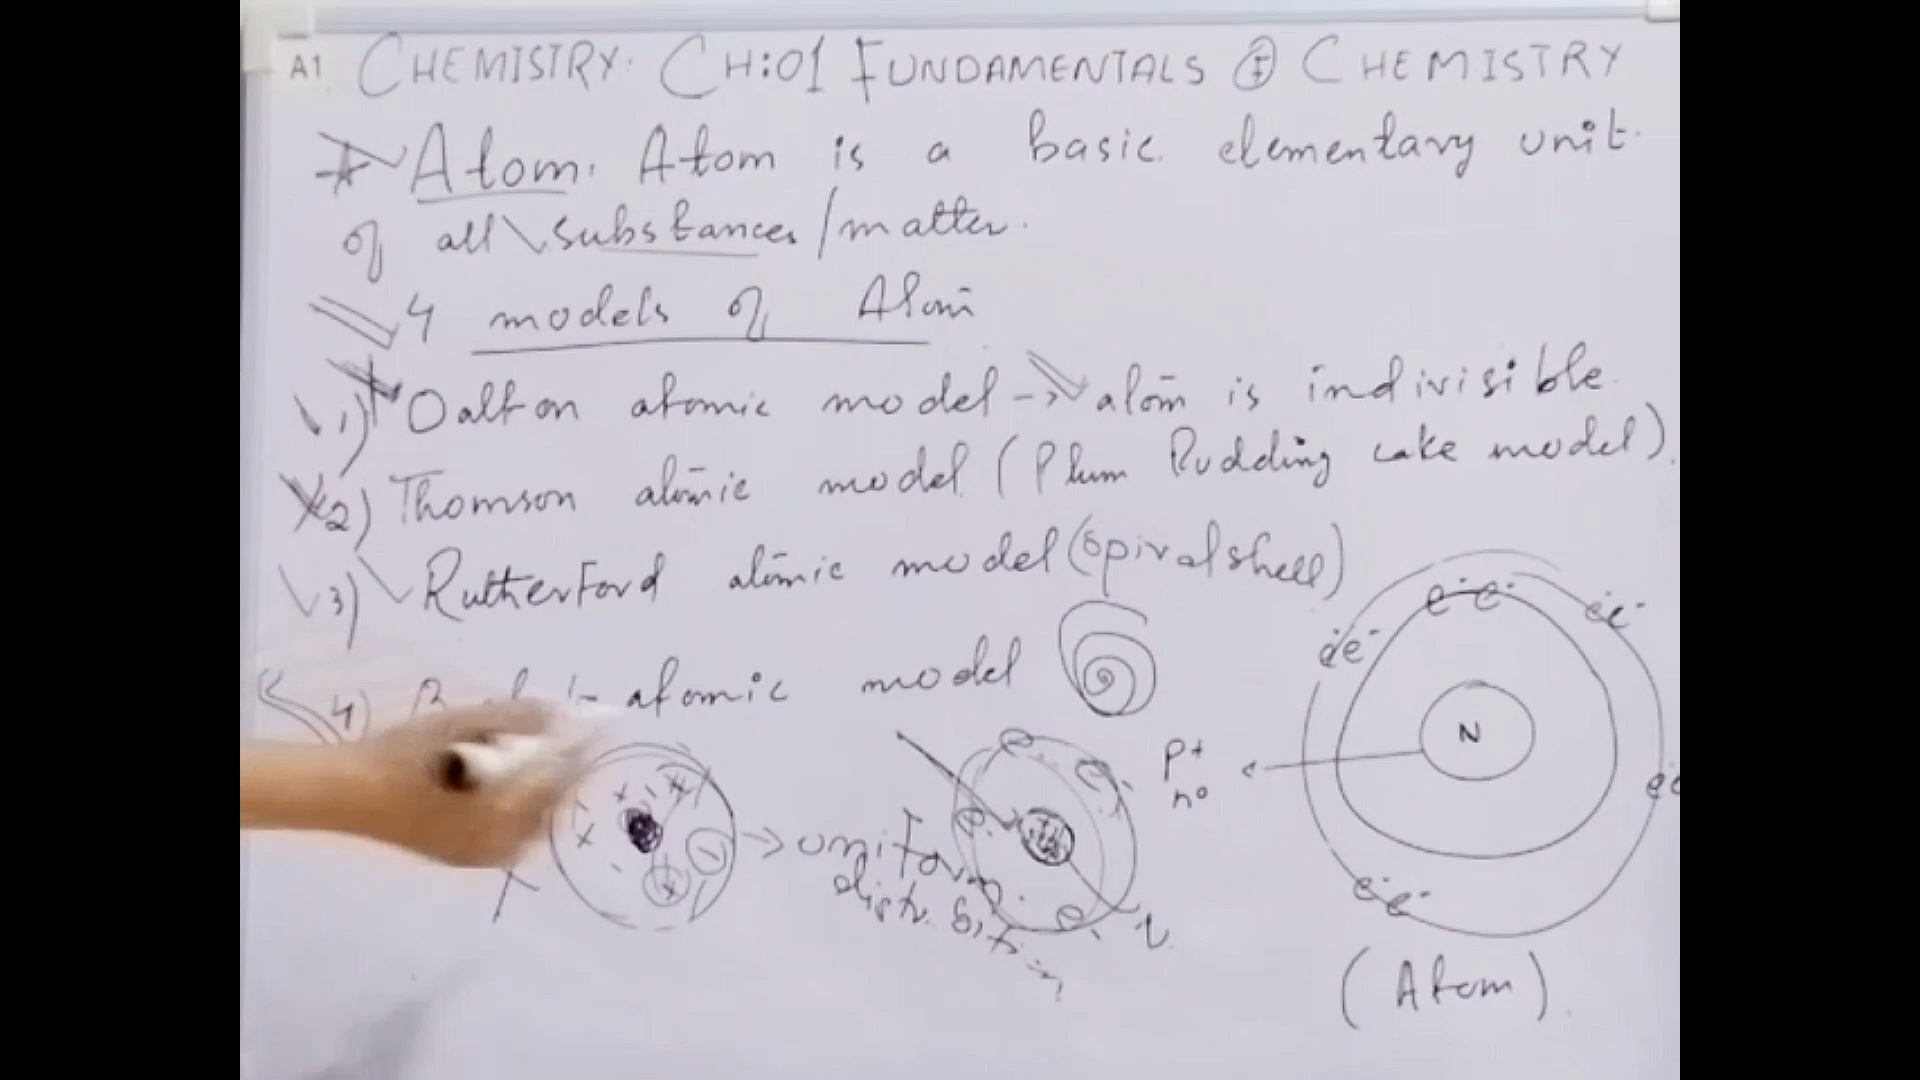 A1 CHEMISTRY: CH:01 FUNDAMENTALS OF CHEMISTRY
Atom. Atom is a basic elementary unit
of all substances/matter.
4 models of Atom
1) Dalton atomic model -> atom is indivisible
2) Thomson atomic model (Plum Pudding cake model)
3) Rutherford atomic model (spiral shell)
4) atomic model
e- e-
e-
e-
N
P+
n°
-> uniform
distribution
e-
e-
(Atom)